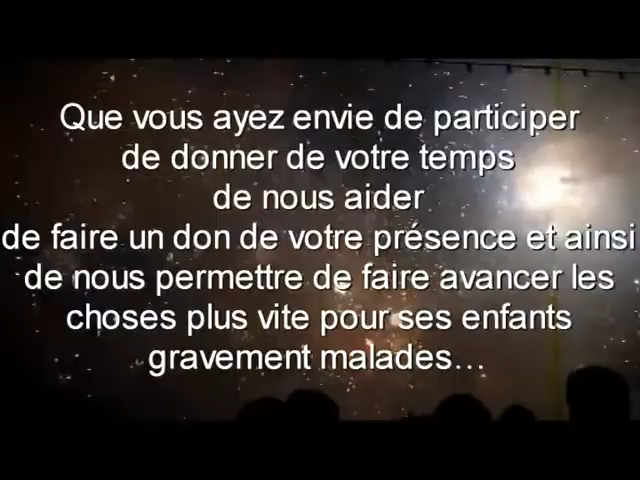 Que vous ayez envie de participer
de donner de votre temps
de nous aider
de faire un don de votre présence et ainsi
de nous permettre de faire avancer les
choses plus vite pour ses enfants
gravement malades…